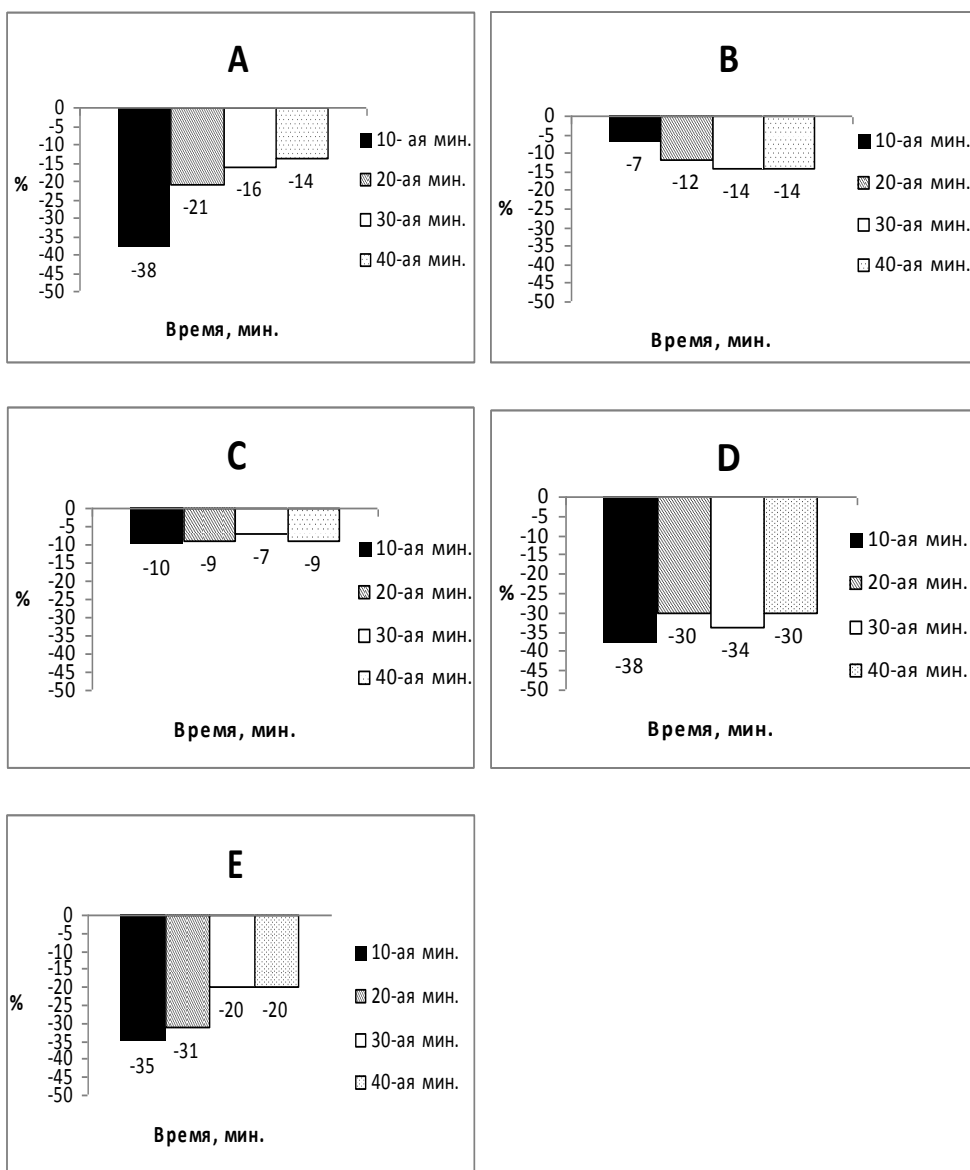 A
0
-5
-10
-15
-20
-25
-30
-35
-40
-45
-50
%
-38
-21
-16
-14
10- ая мин.
20-ая мин.
30-ая мин.
40-ая мин.
Время, мин.
B
0
-5
-10
-15
-20
-25
-30
-35
-40
-45
-50
%
-7
-12
-14
-14
10-ая мин.
20-ая мин.
30-ая мин.
40-ая мин.
Время, мин.
C
0
-5
-10
-15
-20
-25
-30
-35
-40
-45
-50
%
-10
-9
-7
-9
10-ая мин.
20-ая мин.
30-ая мин.
40-ая мин.
Время, мин.
D
0
-5
-10
-15
-20
-25
-30
-35
-40
-45
-50
%
-38
-30
-34
-30
10-ая мин.
20-ая мин.
30-ая мин.
40-ая мин.
Время, мин.
E
0
-5
-10
-15
-20
-25
-30
-35
-40
-45
-50
%
-35
-31
-20
-20
10-ая мин.
20-ая мин.
30-ая мин.
40-ая мин.
Время, мин.